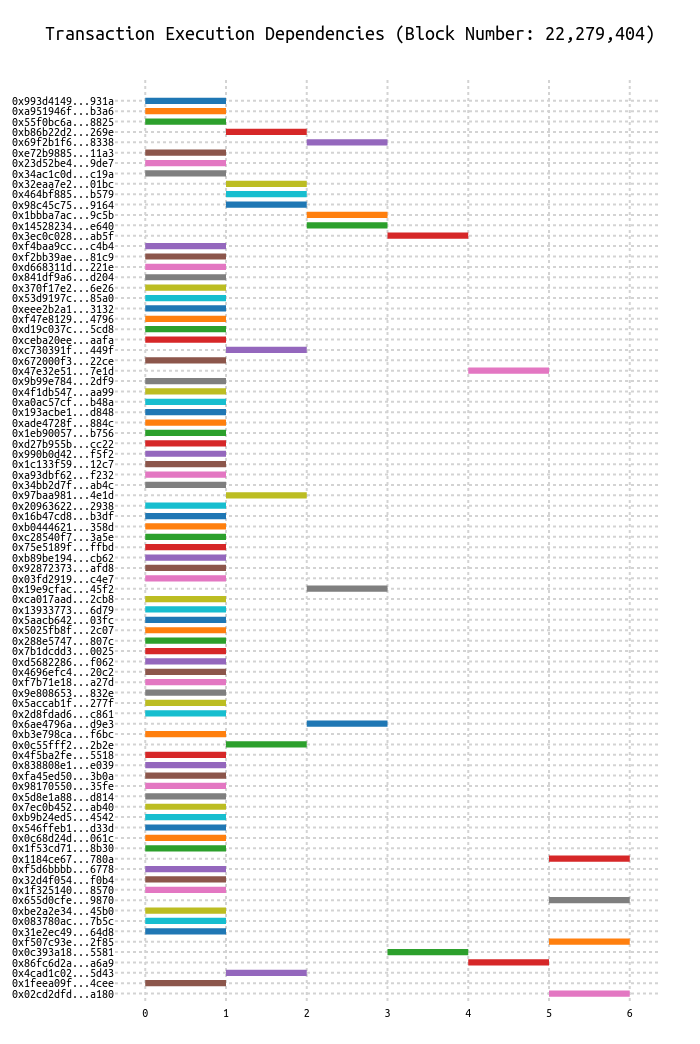 Transaction Execution Dependencies (Block Number: 22,279,404)
0x993d4149...931a
0xa951946f...b3a6
0x55f0bc6a...8825
0xb86b22d2...269e
0x69f2b1f6...8338
0xe72b9885...11a3
0x23d52be4...9de7
0x34ac1c0d...c19a
0x32eaa7e2...01bc
0x464bf885...b579
0x98c45c75...9164
0x1bbba7ac...9c5b
0x14528234...e640
0x3ec0c028...ab5f
0xf4baa9cc...c4b4
0xf2bb39ae...81c9
0xd668311d...221e
0x841df9a6...d204
0x370f17e2...6e26
0x53d9197c...85a0
0xeee2b2a1...3132
0xf47e8129...4796
0xd19c037c...5cd8
0xceba20ee...aafa
0xc730391f...449f
0x672000f3...22ce
0x47e32e51...7e1d
0x9b99e784...2df9
0x4f1db547...aa99
0xa0ac57cf...b48a
0x193acbe1...d848
0xade4728f...884c
0x1eb90057...b756
0xd27b955b...cc22
0x990b0d42...f5f2
0x1c133f59...12c7
0xa93dbf62...f232
0x34bb2d7f...ab4c
0x97baa981...4e1d
0x20963622...2938
0x16b47cd8...b3df
0xb0444621...358d
0xc28540f7...3a5e
0x75e5189f...ffbd
0xb89be194...cb62
0x92872373...afd8
0x03fd2919...c4e7
0x19e9cfac...45f2
0xca017aad...2cb8
0x13933773...6d79
0x5aacb642...03fc
0x5025fb8f...2c07
0x288e5747...807c
0x7b1dcdd3...0025
0xd5682286...f062
0x4696efc4...20c2
0xf7b71e18...a27d
0x9e808653...832e
0x5accab1f...277f
0x2d8fdad6...c861
0x6ae4796a...d9e3
0xb3e798ca...f6bc
0x0c55fff2...2b2e
0x4f5ba2fe...5518
0x838808e1...e039
0xfa45ed50...3b0a
0x98170550...35fe
0x5d8e1a88...d814
0x7ec0b452...ab40
0xb9b24ed5...4542
0x546ffeb1...d33d
0x0c68d24d...061c
0x1f53cd71...8b30
0x1184ce67...780a
0xf5d6bbbb...6778
0x32d4f054...f0b4
0x1f325140...8570
0x655d0cfe...9870
0xbe2a2e34...45b0
0x083780ac...7b5c
0x31e2ec49...64d8
0xf507c93e...2f85
0x0c393a18...5581
0x86fc6d2a...a6a9
0x4cad1c02...5d43
0x1feea09f...4cee
0x02cd2dfd...a180
0 1 2 3 4 5 6